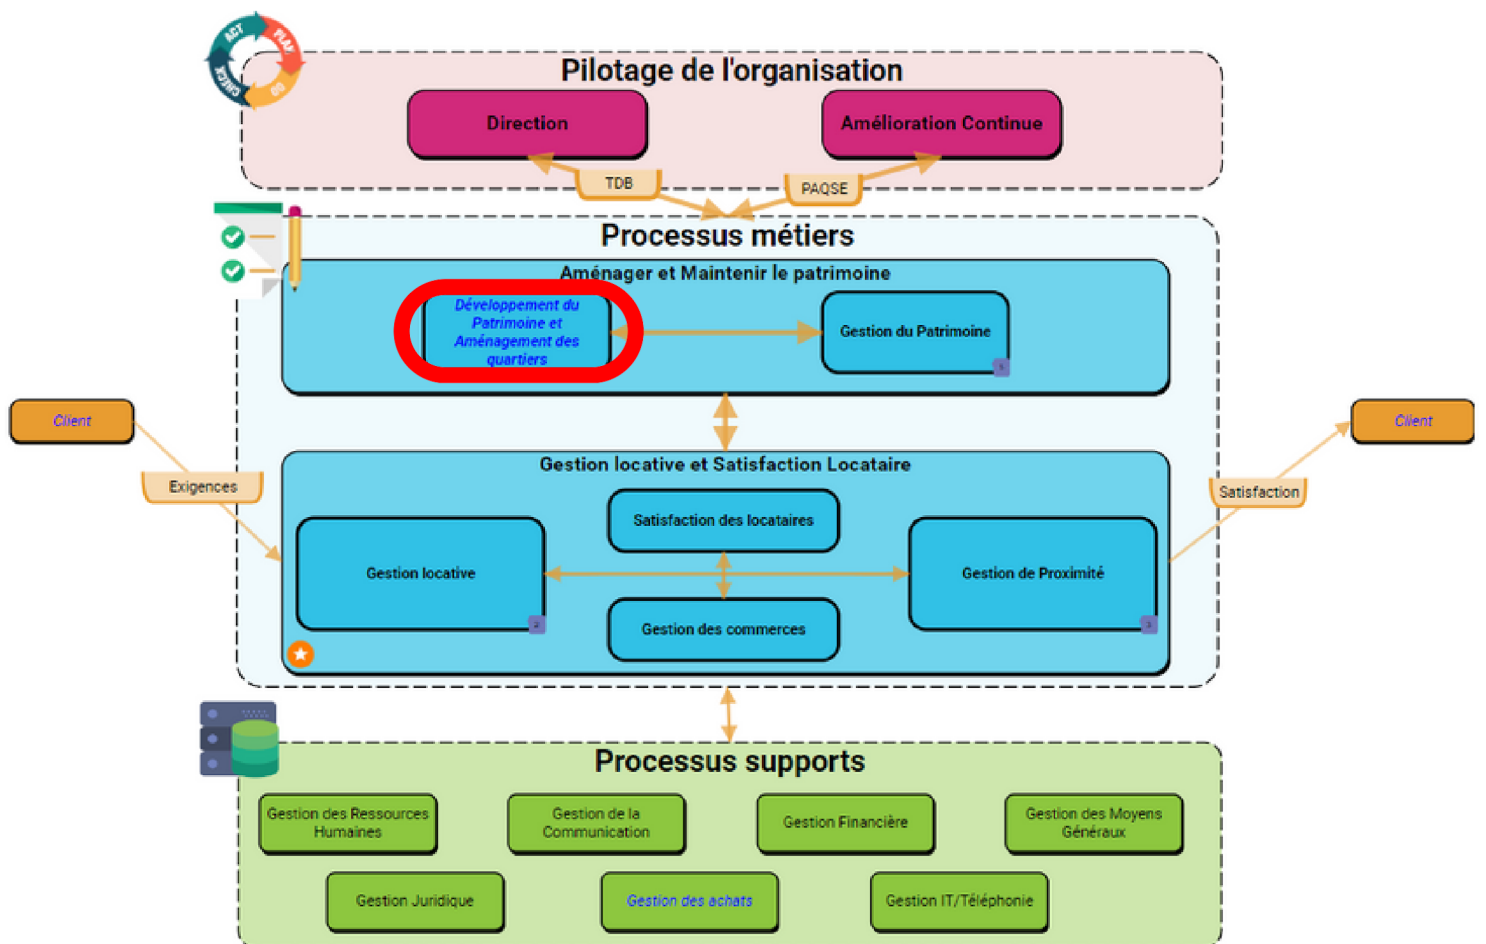 ACT
PLAN
DO
CHECK
Pilotage de l'organisation
Direction
Amélioration Continue
TDB
PAQSE
Processus métiers
Aménager et Maintenir le patrimoine
Développement du
Patrimoine et
Aménagement des
quartiers
Gestion du Patrimoine
1
Client
Client
Exigences
Satisfaction
Gestion locative et Satisfaction Locataire
Satisfaction des locataires
Gestion locative
2
Gestion de Proximité
3
Gestion des commerces
Processus supports
Gestion des Ressources
Humaines
Gestion de la
Communication
Gestion Financière
Gestion des Moyens
Généraux
Gestion Juridique
Gestion des achats
Gestion IT/Téléphonie